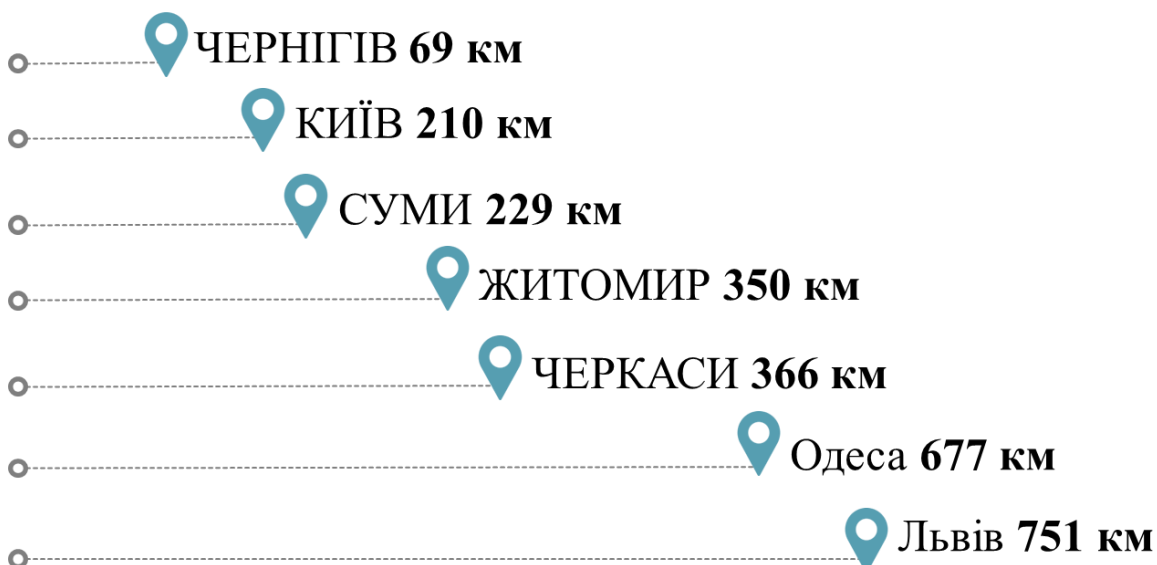 ЧЕРНІГІВ 69 км
КИЇВ 210 км
СУМИ 229 км
ЖИТОМИР 350 км
ЧЕРКАСИ 366 км
Одеса 677 км
Львів 751 км